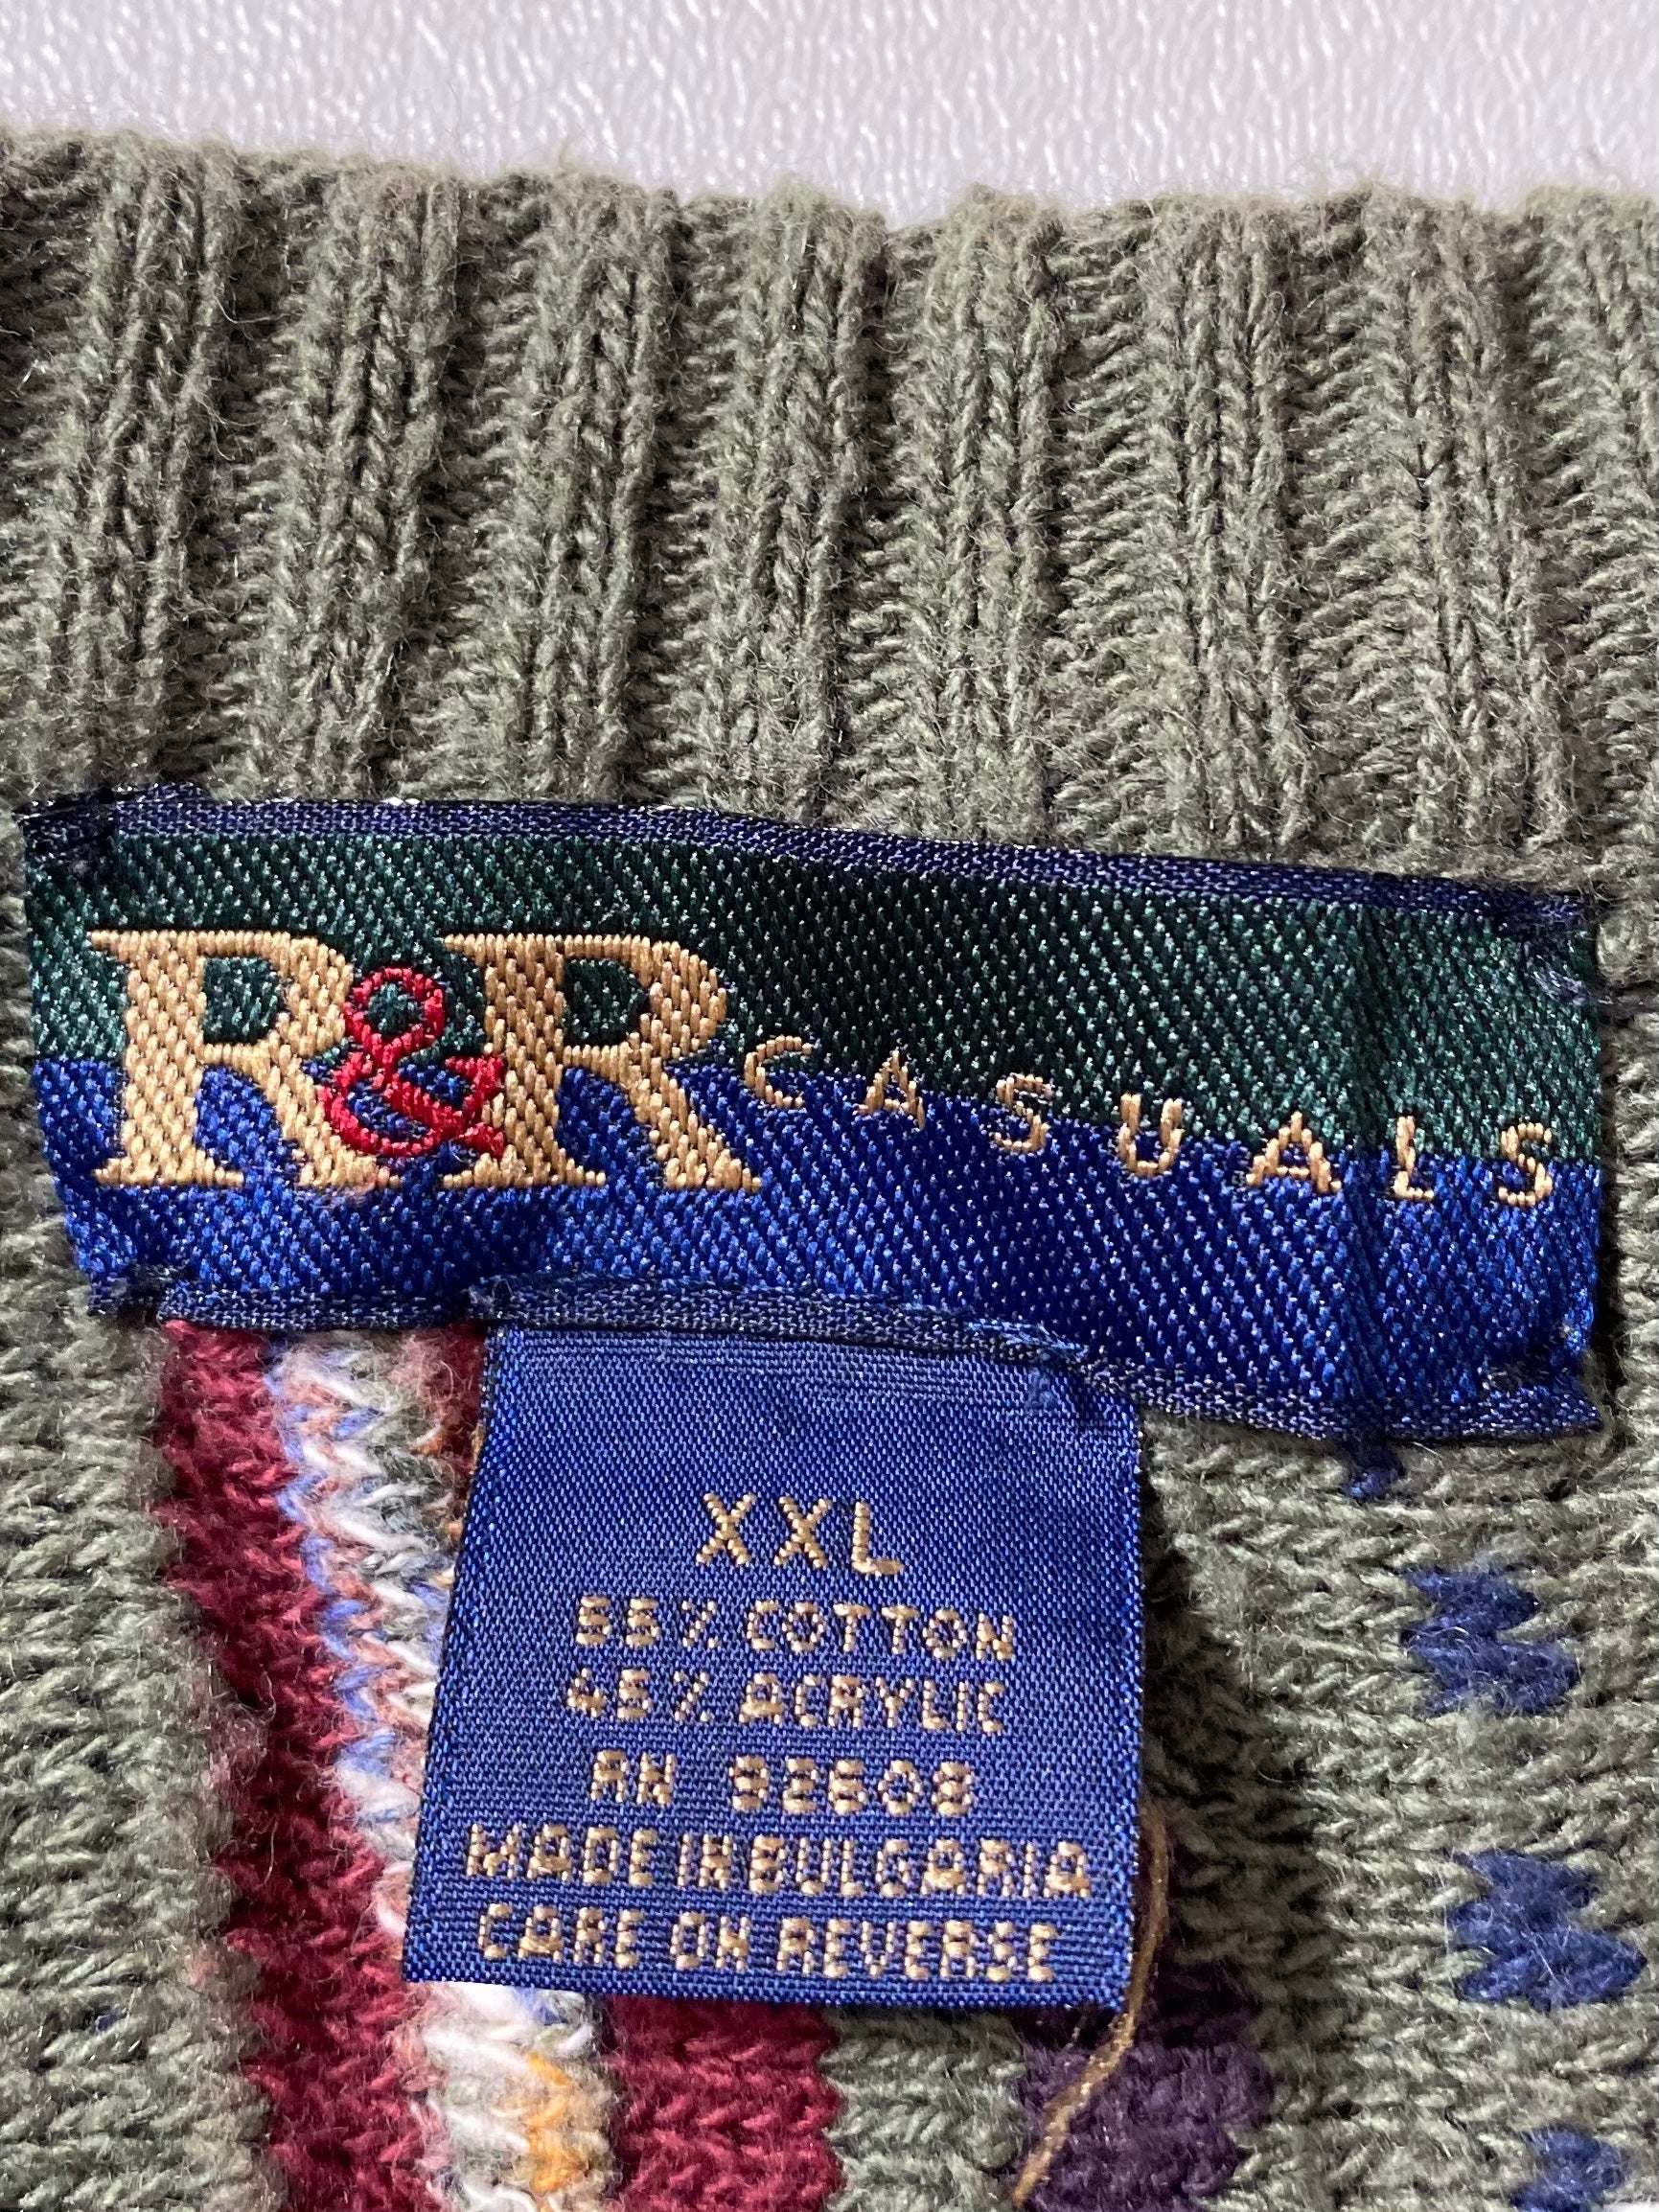 R&R CASUALS
XXL
55% COTTON
45% ACRYLIC
RN 92608
MADE IN BULGARIA
CARE ON REVERSE